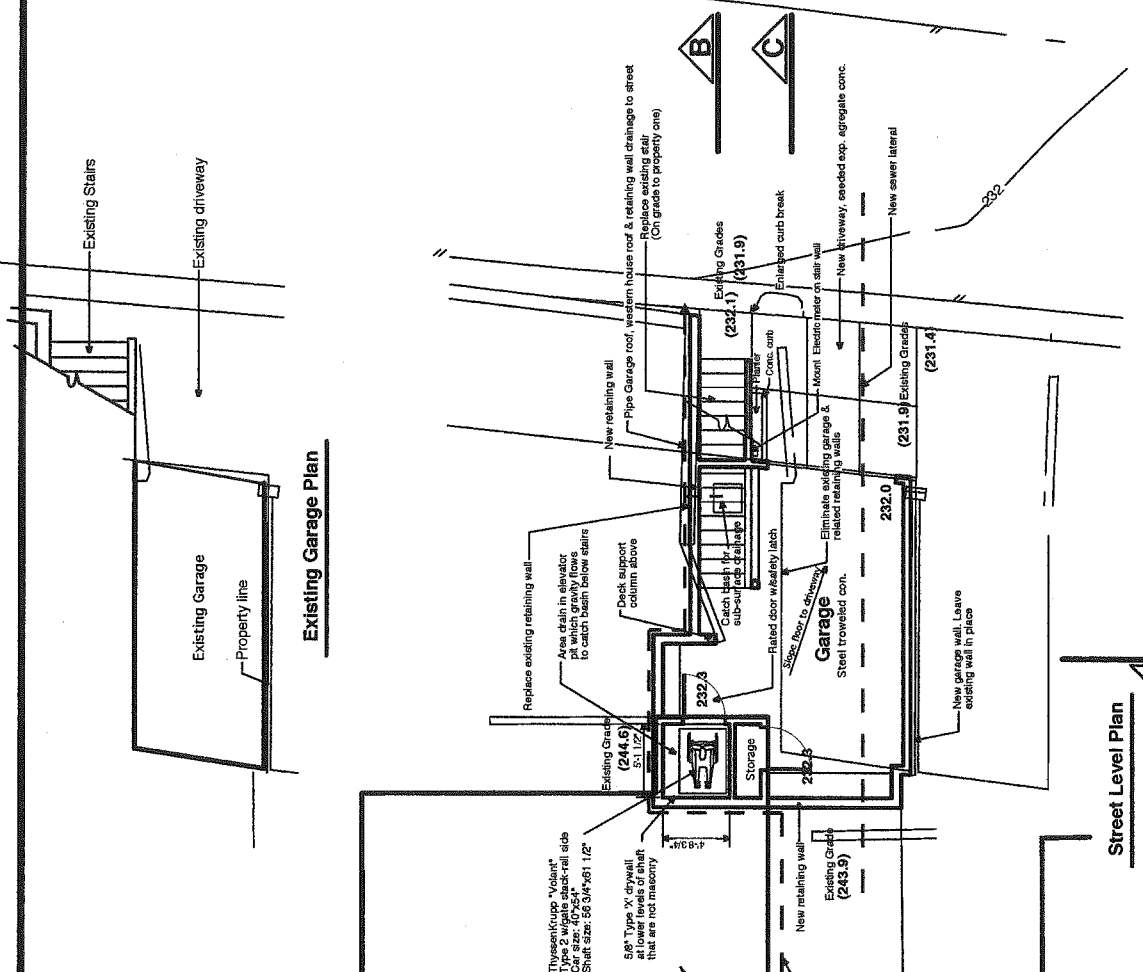 Existing Stairs
Existing driveway
Existing Garage
Property line
Existing Garage Plan
B
C
Pipe Garage roof, western house roof & retaining wall drainage to street
Replace existing stair
(On grade to property one)
New retaining wall
Existing Grades
(232.1)
(231.9)
Enlarged curb break
Planter
Conc. curb
Mount Electric meter on stair wall
New driveway, seeded exp. agregate conc.
New sewer lateral
232
(231.9) Existing Grades
(231.4)
Replace existing retaining wall
Area drain in elevator
pit which gravity flows
to catch basin below stairs
Deck support
column above
Catch basin for
sub-surface drainage
Rated door w/safety latch
Eliminate existing garage &
related retaining walls
Slope floor to driveway
Garage
Steel troweled con.
232.0
232.3
Existing Grade
(244.6)
5'-1 1/2"
Storage
232.3
New garage wall. Leave
existing wall in place
ThyssenKrupp "Volant"
Type 2 w/gate stack-rail side
Car size: 40"x54"
Shaft size: 56 3/4"x61 1/2"
4'-8 3/4"
5/8" Type 'X' drywall
at lower levels of shaft
that are not masonry
New retaining wall
Existing Grade
(243.9)
Street Level Plan